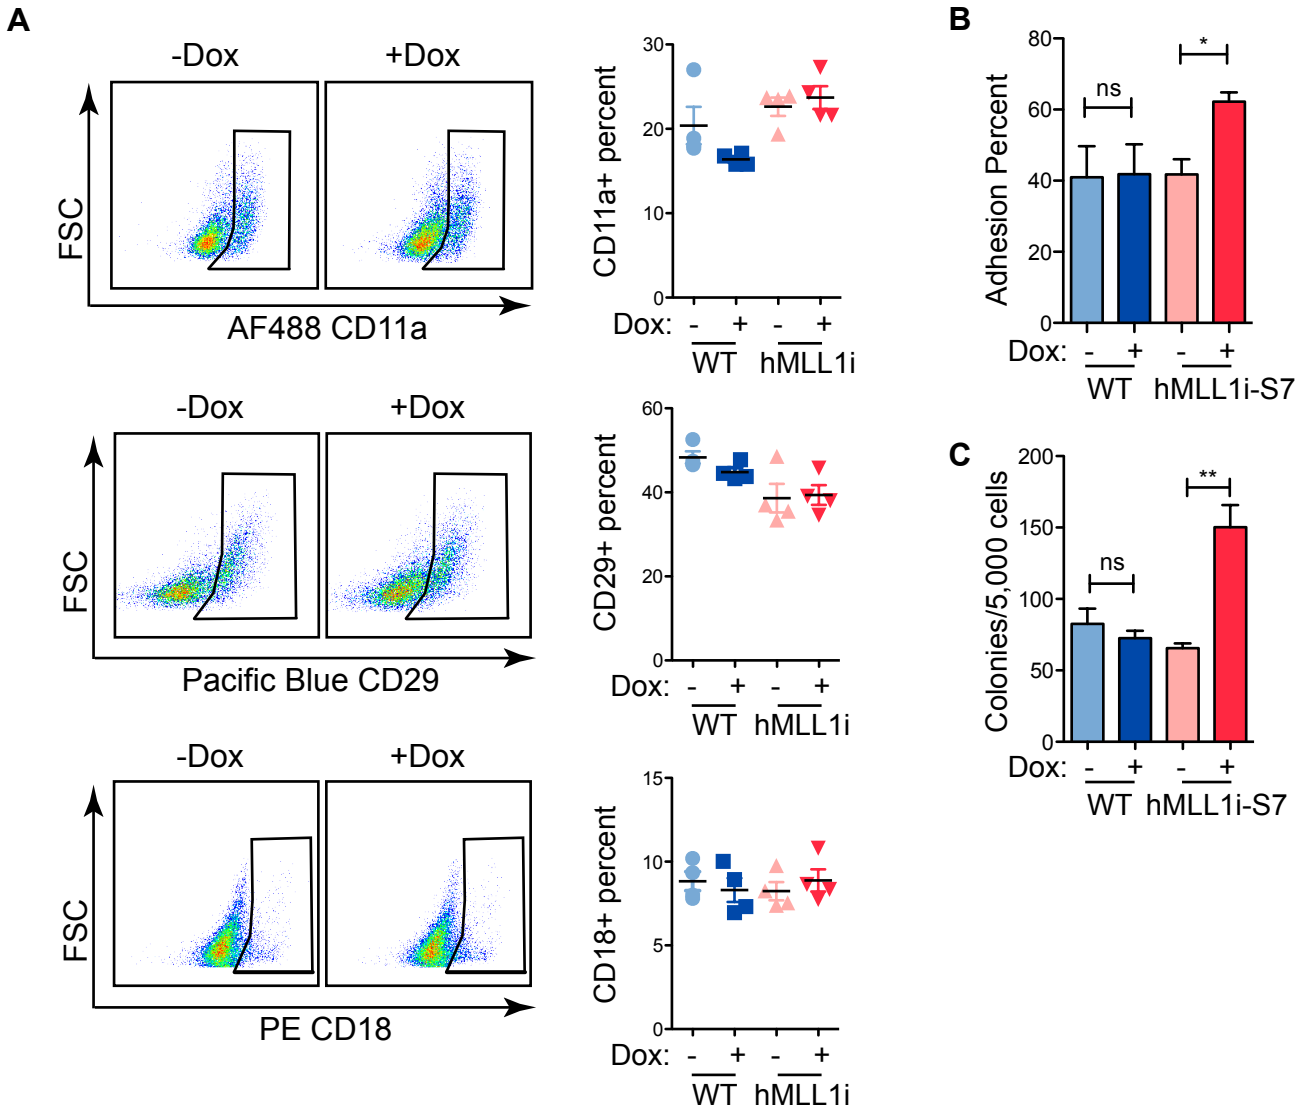 A
-Dox +Dox
FSC
AF488 CD11a
30
20
10
0
CD11a+ percent
Dox: - + - +
WT hMLL1i
-Dox +Dox
FSC
Pacific Blue CD29
60
40
20
0
CD29+ percent
Dox: - + - +
WT hMLL1i
-Dox +Dox
FSC
PE CD18
15
10
5
0
CD18+ percent
Dox: - + - +
WT hMLL1i
B
80
60
40
20
0
Adhesion Percent
ns *
Dox: - + - +
WT hMLL1i-S7
C
200
150
100
50
0
Colonies/5,000 cells
ns **
Dox: - + - +
WT hMLL1i-S7